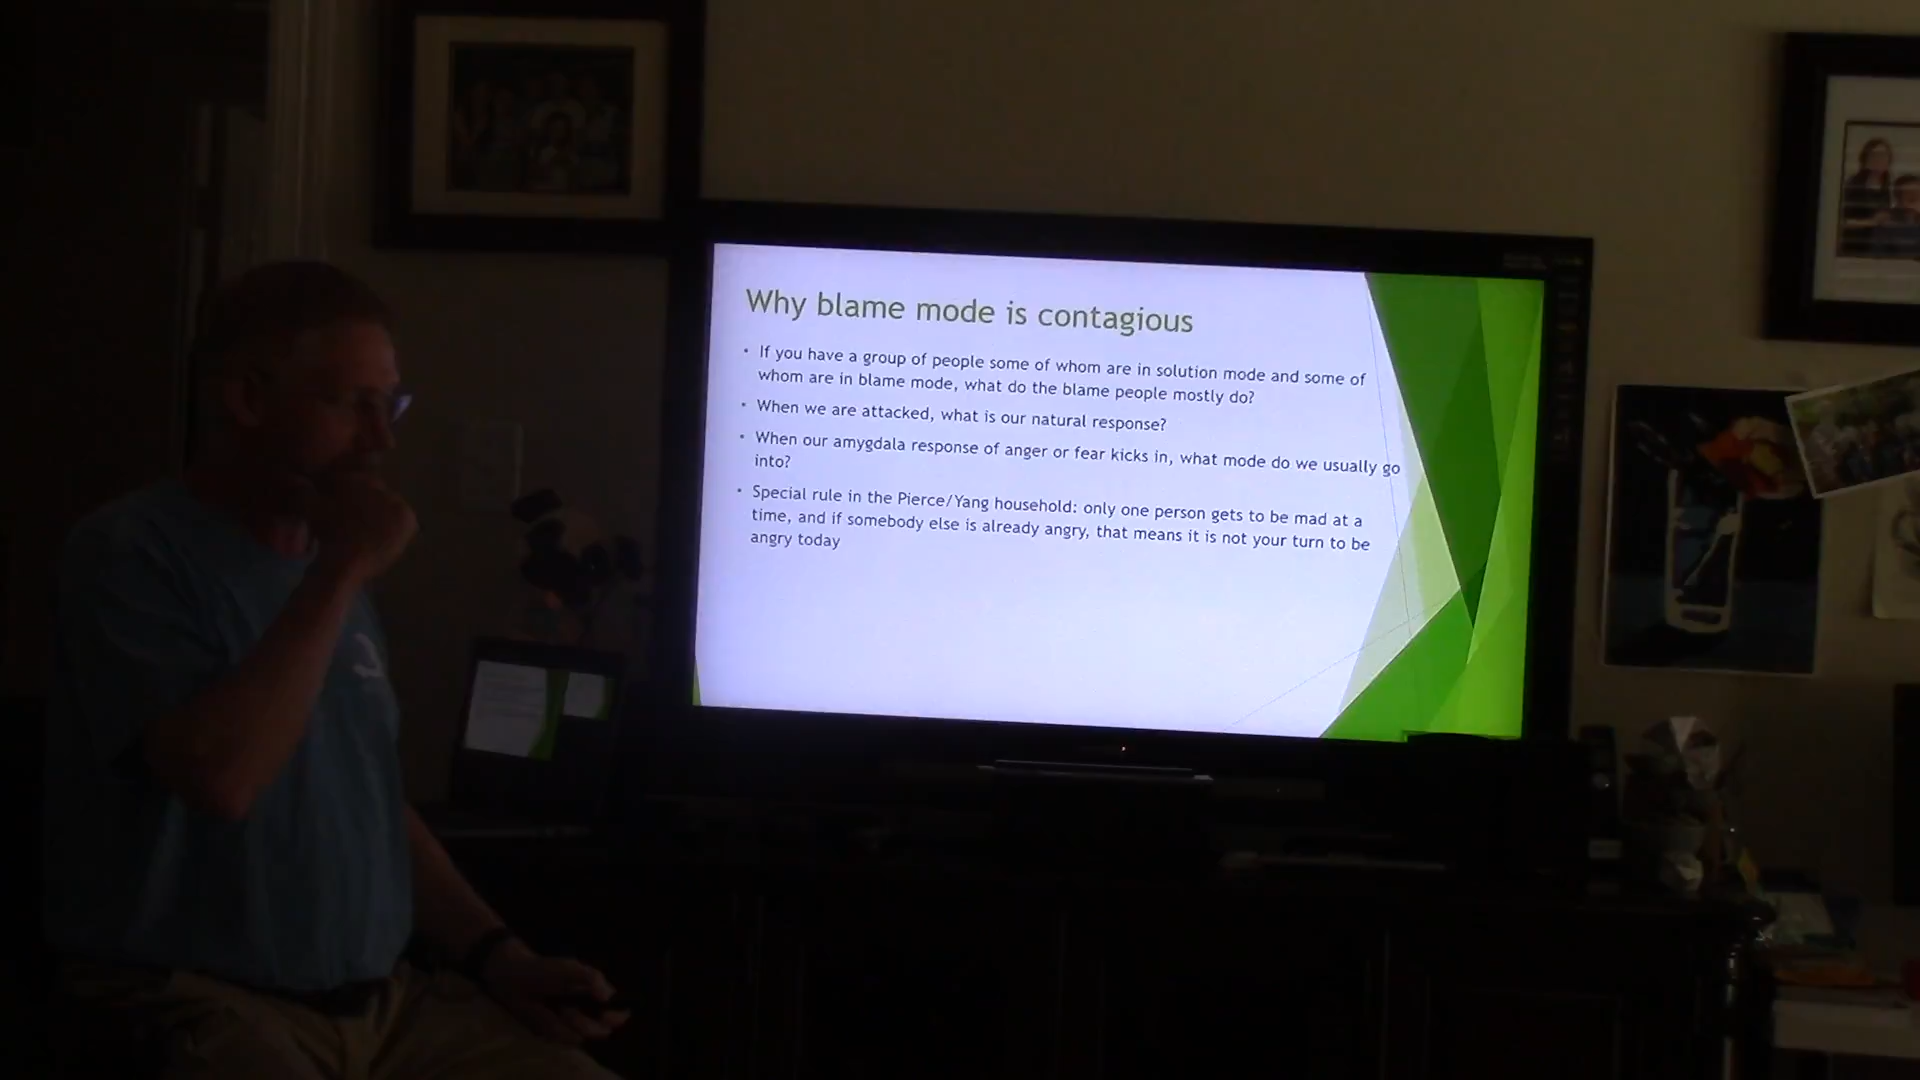 Why blame mode is contagious
• If you have a group of people some of whom are in solution mode and some of
whom are in blame mode, what do the blame people mostly do?
• When we are attacked, what is our natural response?
• When our amygdala response of anger or fear kicks in, what mode do we usually go
into?
• Special rule in the Pierce/Yang household: only one person gets to be mad at a
time, and if somebody else is already angry, that means it is not your turn to be
angry today